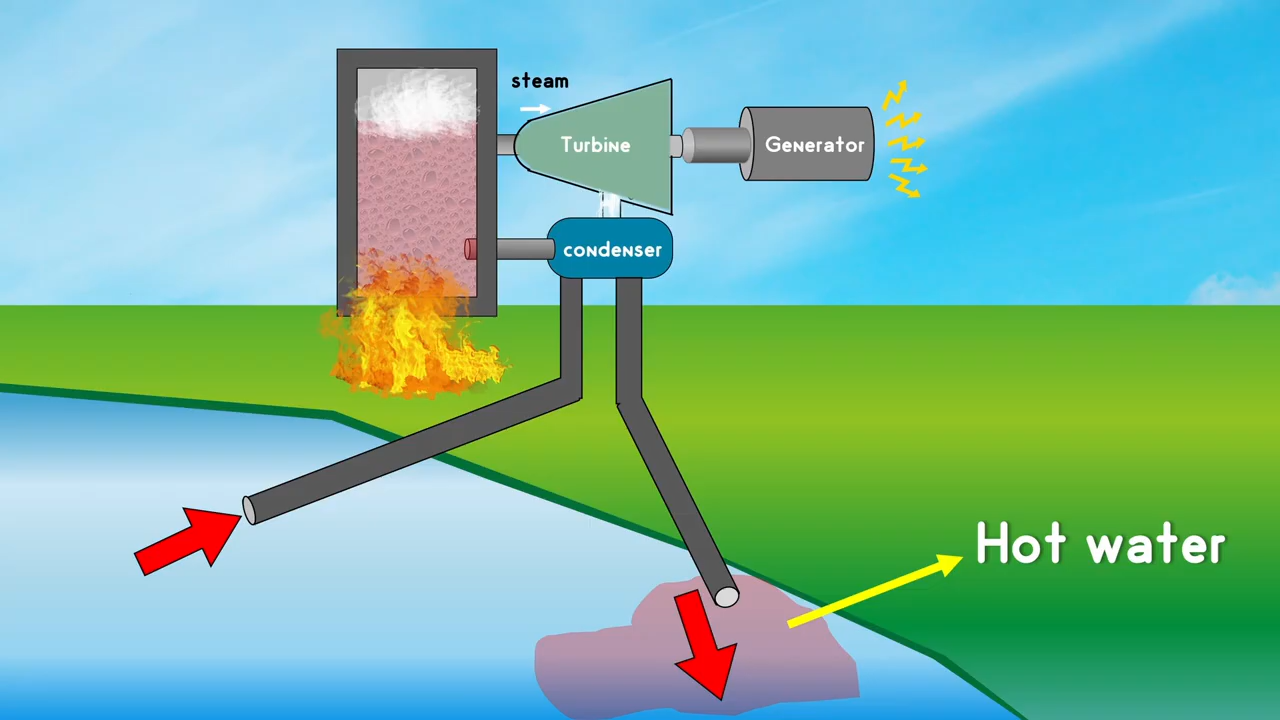 steam
Turbine
Generator
condenser
Hot water